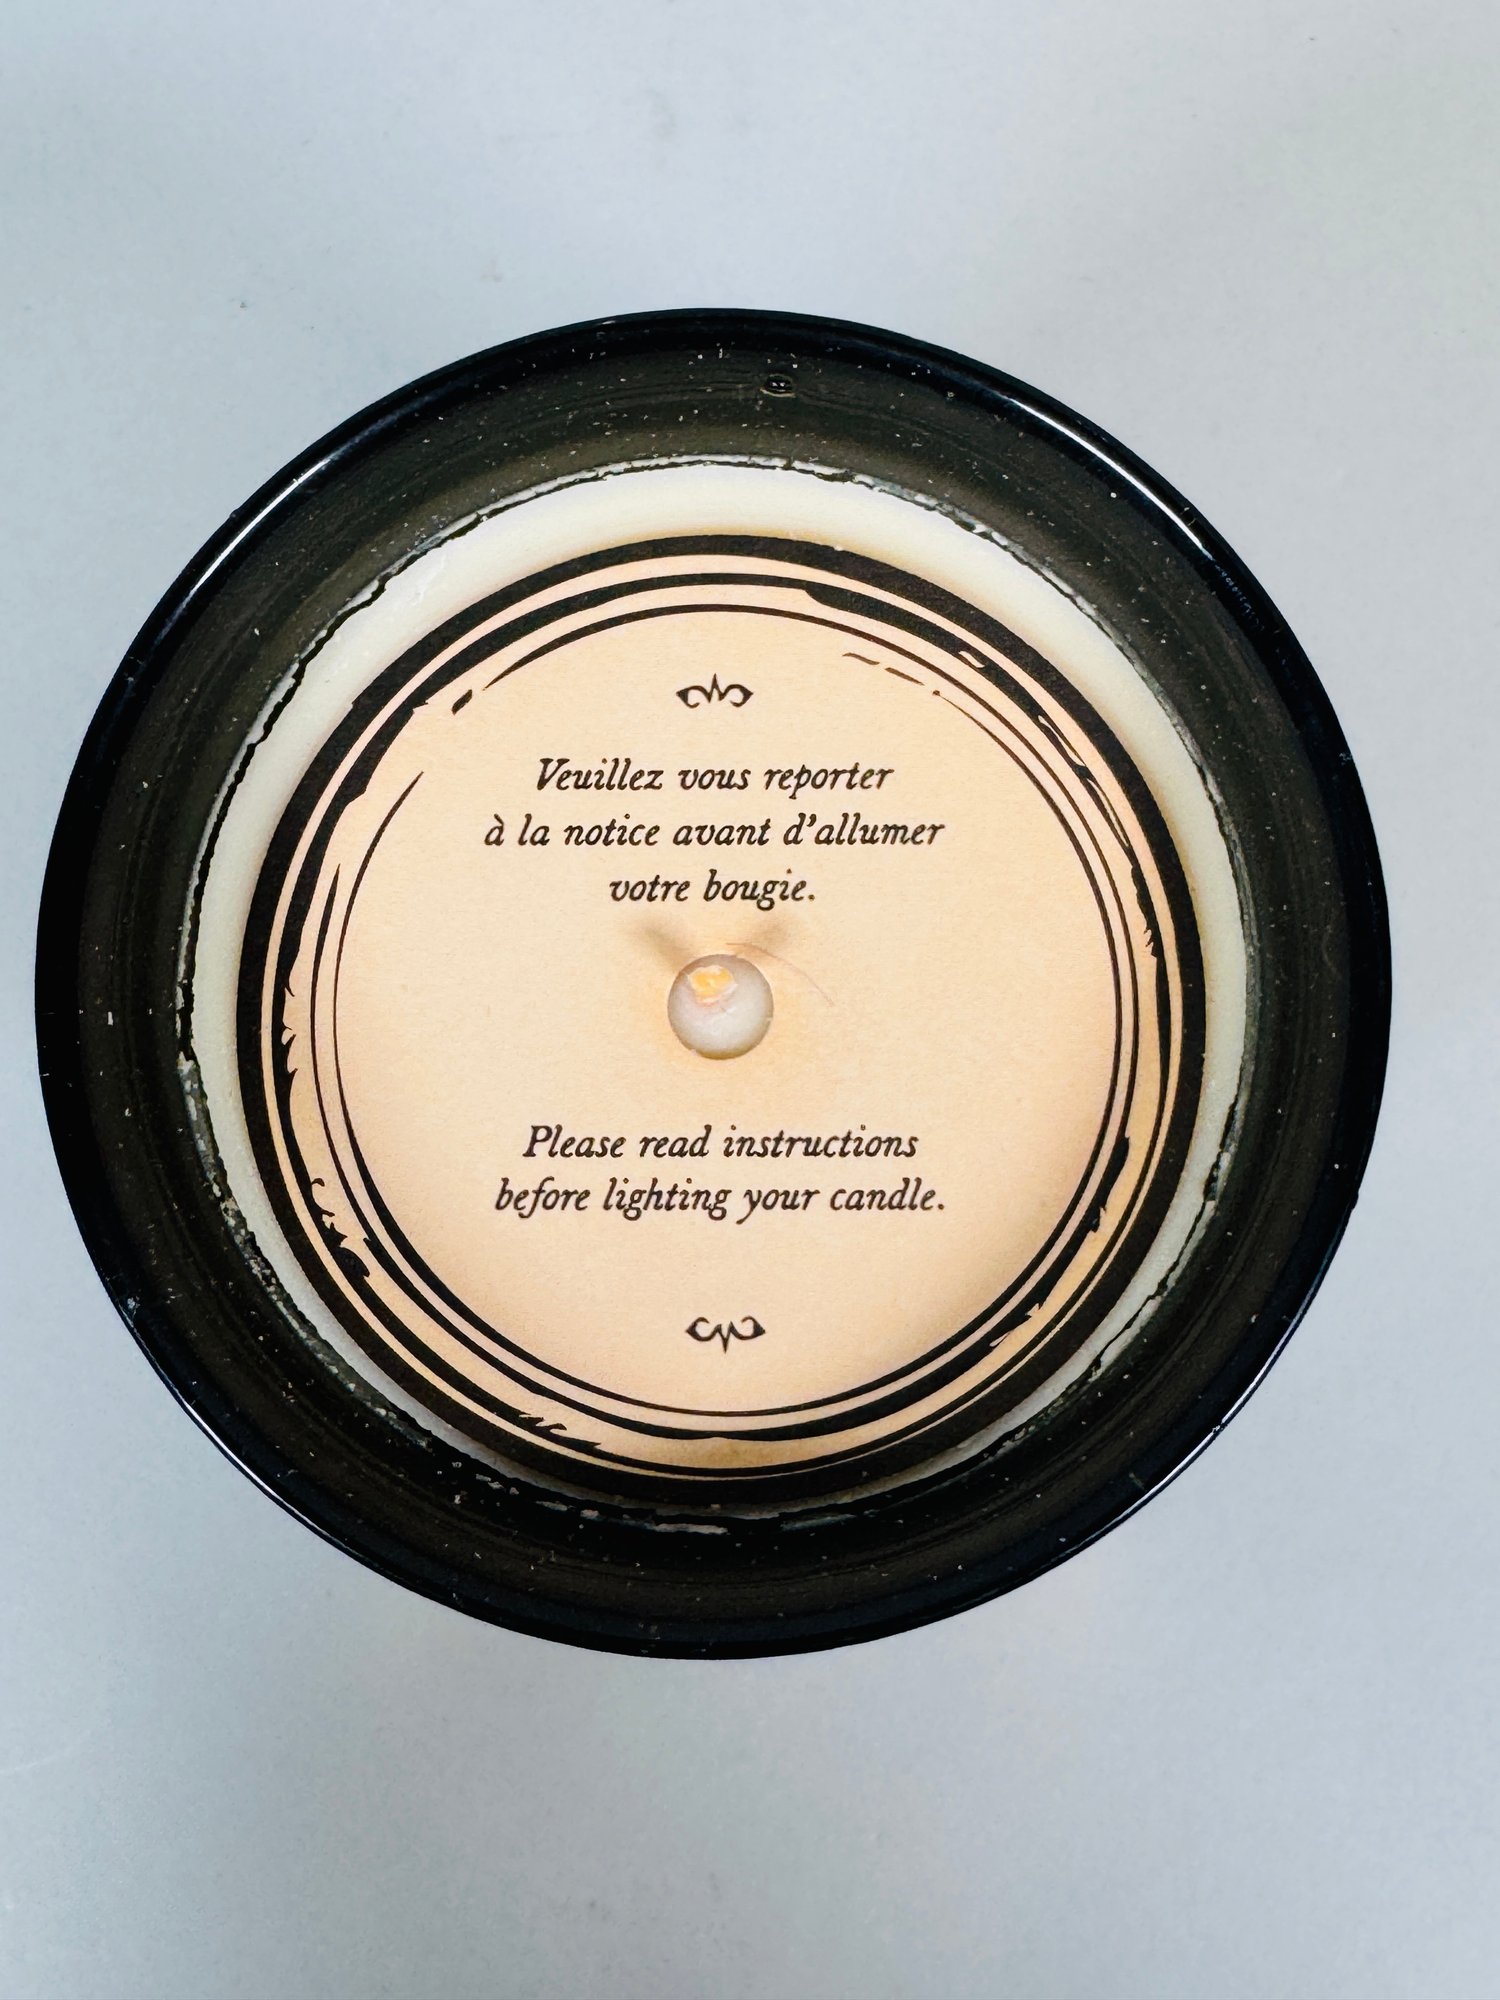 Veuillez vous reporter
à la notice avant d’allumer
votre bougie.
Please read instructions
before lighting your candle.